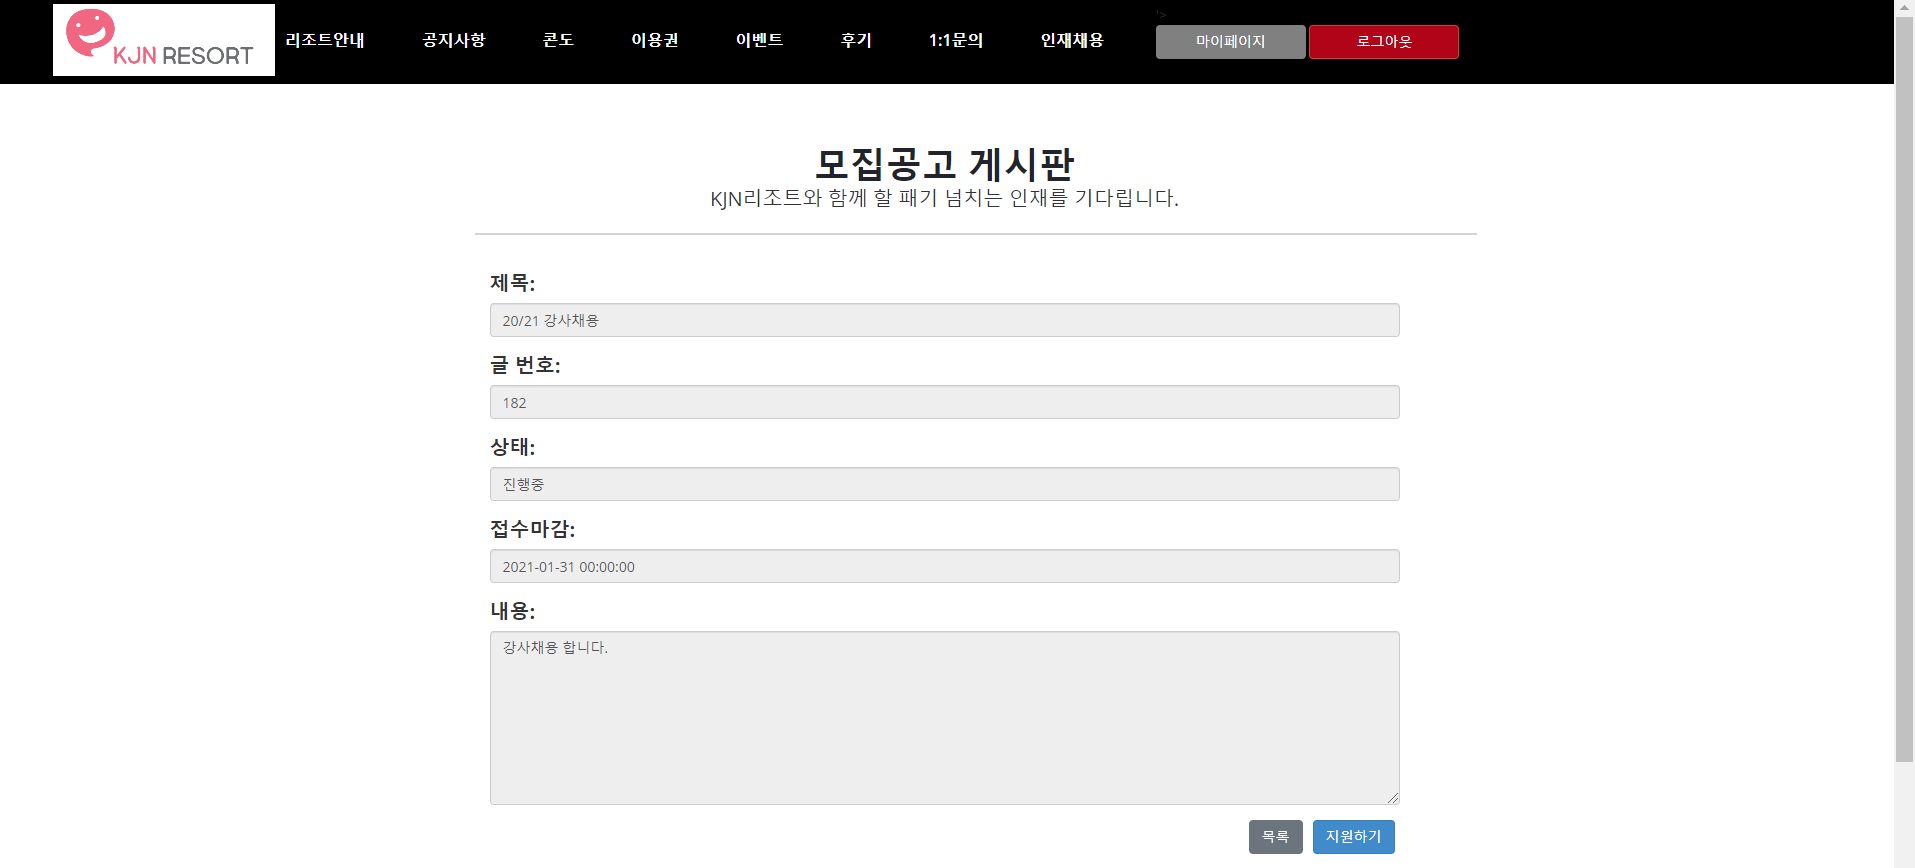 KJN RESORT
리조트안내 공지사항 콘도 이용권 이벤트 후기 1:1문의 인재채용
'>
마이페이지 로그아웃
모집공고 게시판
KJN리조트와 함께 할 패기 넘치는 인재를 기다립니다.
제목:
20/21 강사채용
글 번호:
182
상태:
진행중
접수마감:
2021-01-31 00:00:00
내용:
강사채용 합니다.
목록 지원하기